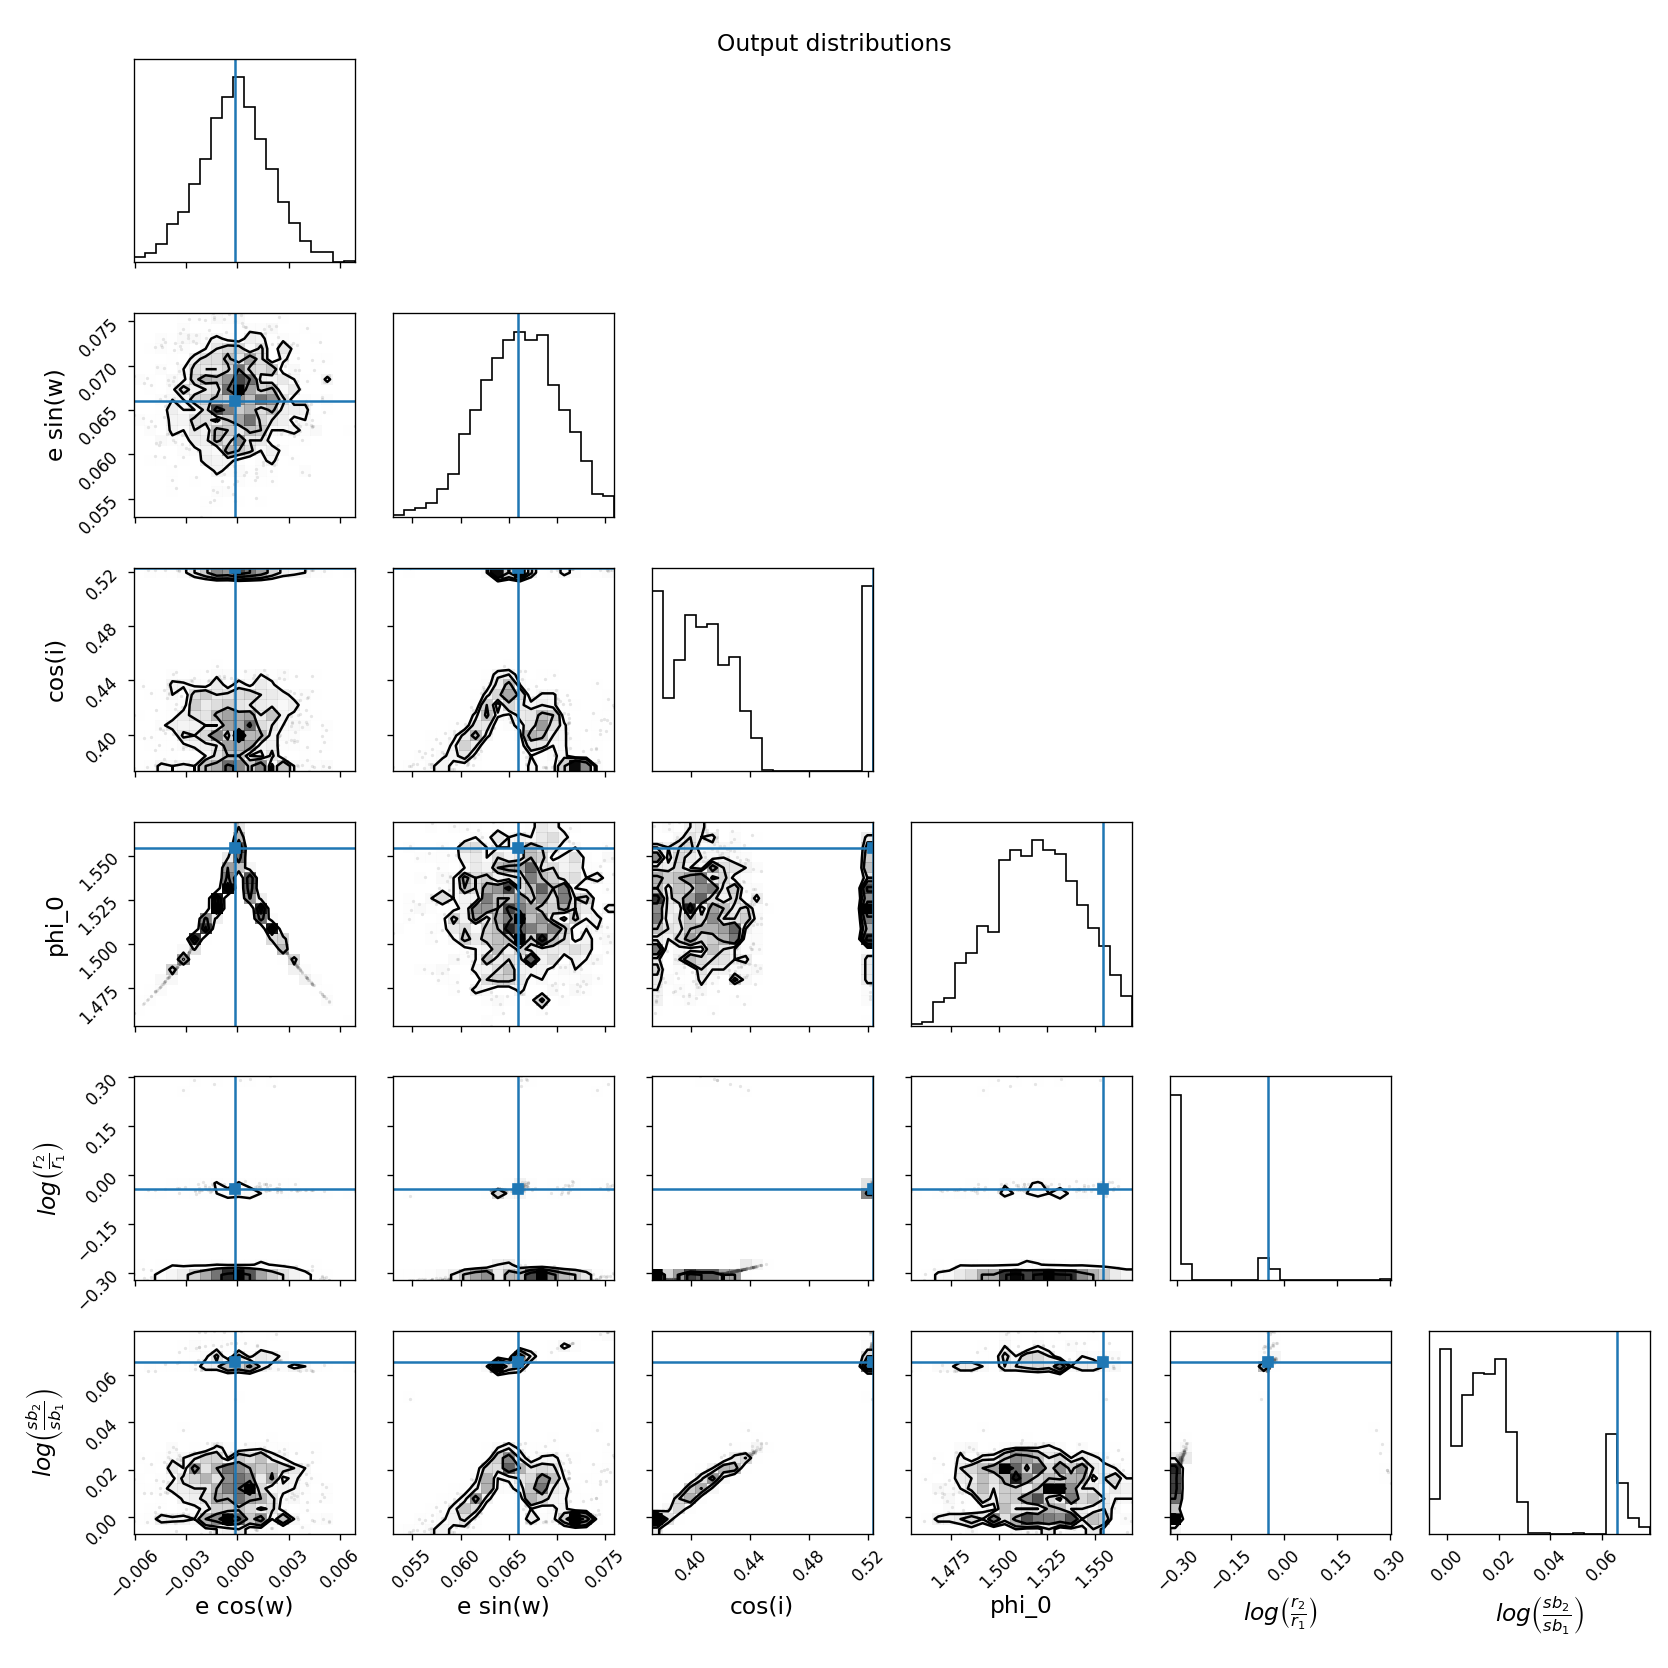 Output distributions
0.075
0.070
0.065
0.060
0.055
e sin(w)
0.52
0.48
0.44
0.40
cos(i)
1.550
1.525
1.500
1.475
phi_0
0.30
0.15
0.00
−0.15
−0.30
log(r2/r1)
0.06
0.04
0.02
0.00
log(sb2/sb1)
−0.006 −0.003 0.000 0.003 0.006 0.055 0.060 0.065 0.070 0.075 0.40 0.44 0.48 0.52 1.475 1.500 1.525 1.550 −0.30 −0.15 0.00 0.15 0.30 0.00 0.02 0.04 0.06
e cos(w) e sin(w) cos(i) phi_0 log(r2/r1) log(sb2/sb1)